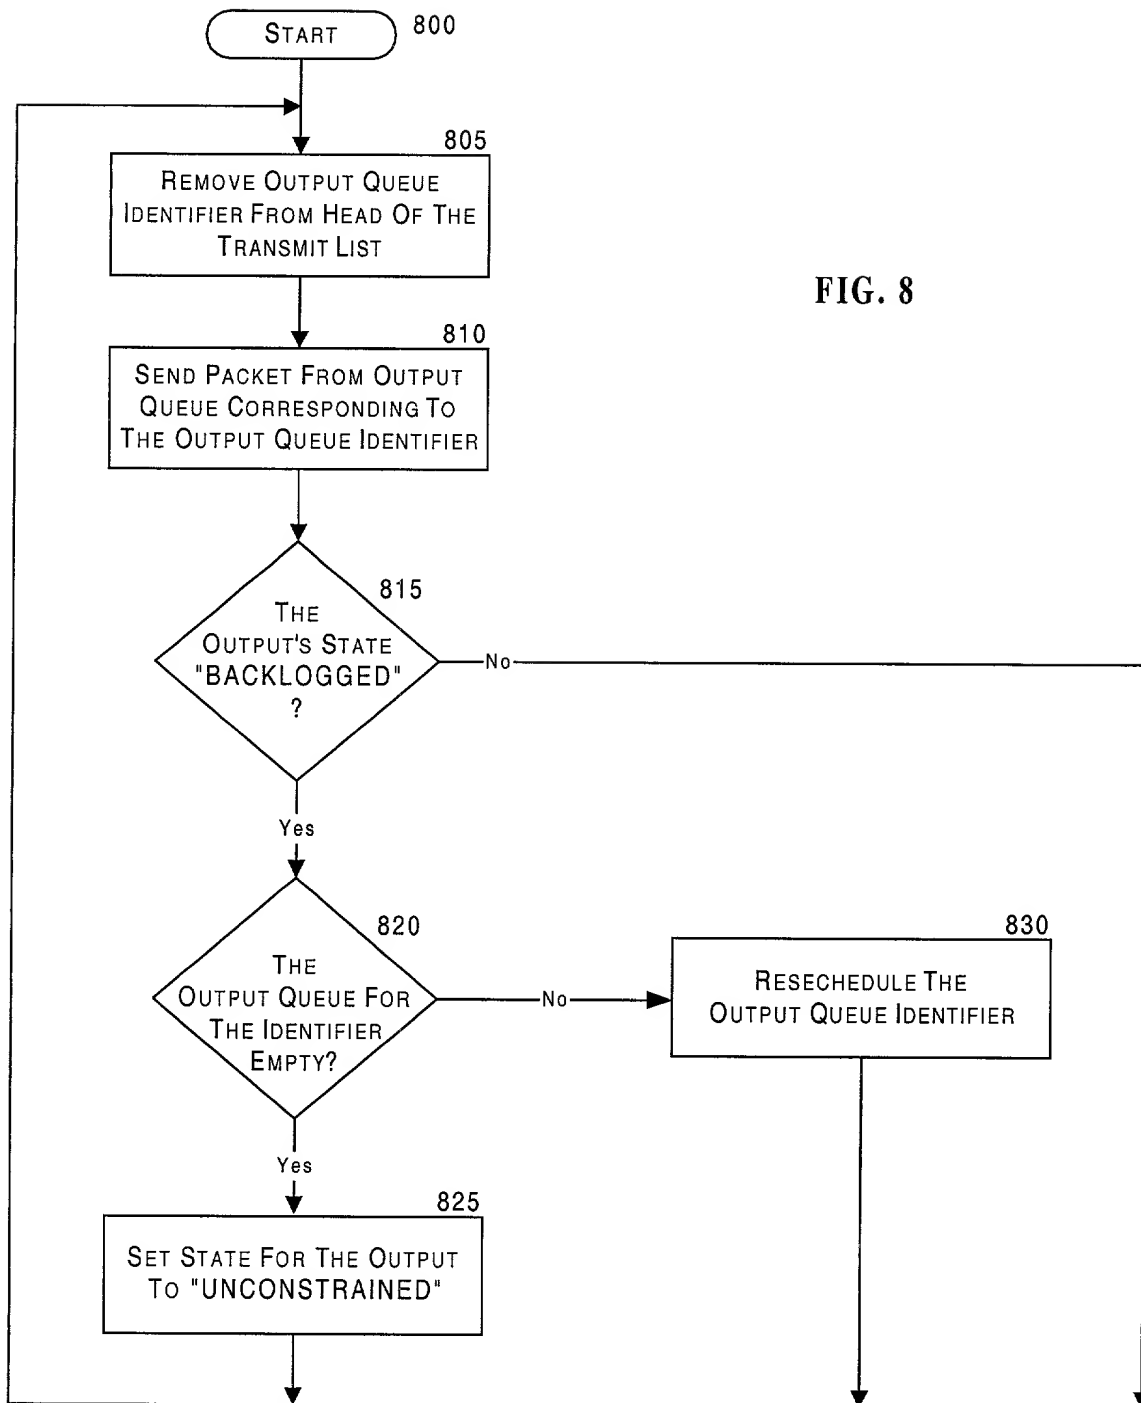 START 800
805
REMOVE OUTPUT QUEUE
IDENTIFIER FROM HEAD OF THE
TRANSMIT LIST
FIG. 8
810
SEND PACKET FROM OUTPUT
QUEUE CORRESPONDING TO
THE OUTPUT QUEUE IDENTIFIER
815
THE
OUTPUT'S STATE
"BACKLOGGED"
?
No
Yes
820
THE
OUTPUT QUEUE FOR
THE IDENTIFIER
EMPTY?
No
830
RESECHEDULE THE
OUTPUT QUEUE IDENTIFIER
Yes
825
SET STATE FOR THE OUTPUT
TO "UNCONSTRAINED"